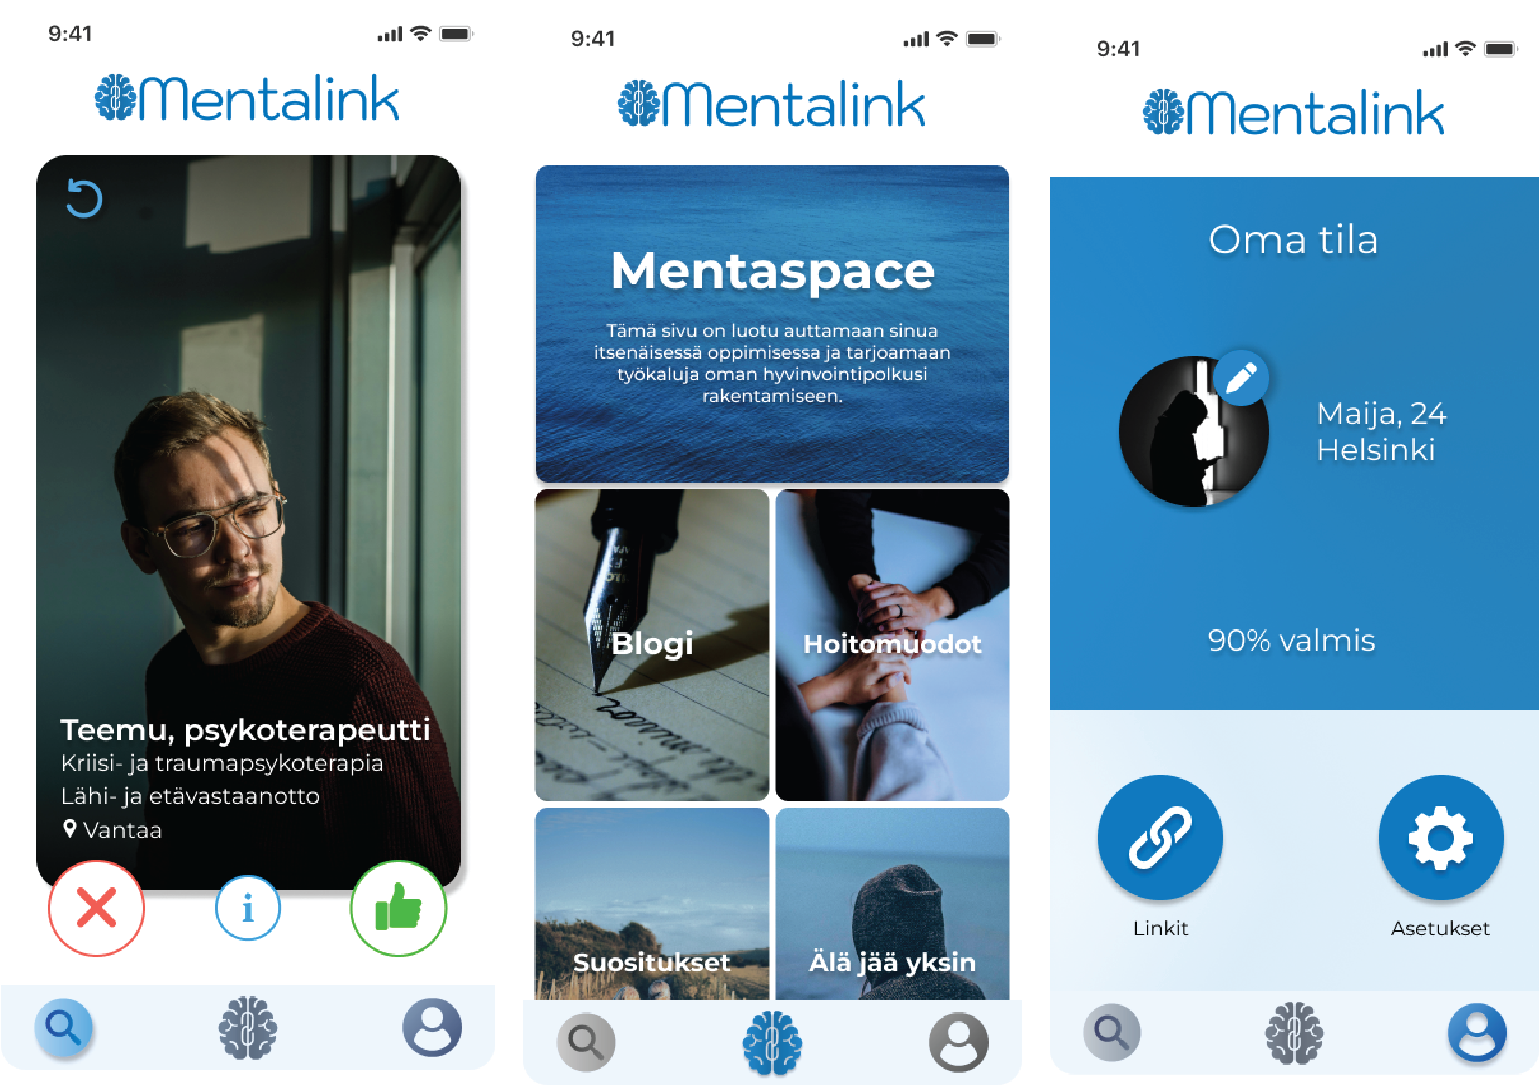 9:41
Mentalink
Teemu, psykoterapeutti
Kriisi- ja traumapsykoterapia
Lähi- ja etävastaanotto
Vantaa
i
9:41
Mentalink
Mentaspace
Tämä sivu on luotu auttamaan sinua
itsenäisessä oppimisessa ja tarjoamaan
työkaluja oman hyvinvointipolkusi
rakentamiseen.
Blogi
Hoitomuodot
Suositukset
Älä jää yksin
9:41
Mentalink
Oma tila
Maija, 24
Helsinki
90% valmis
Linkit
Asetukset